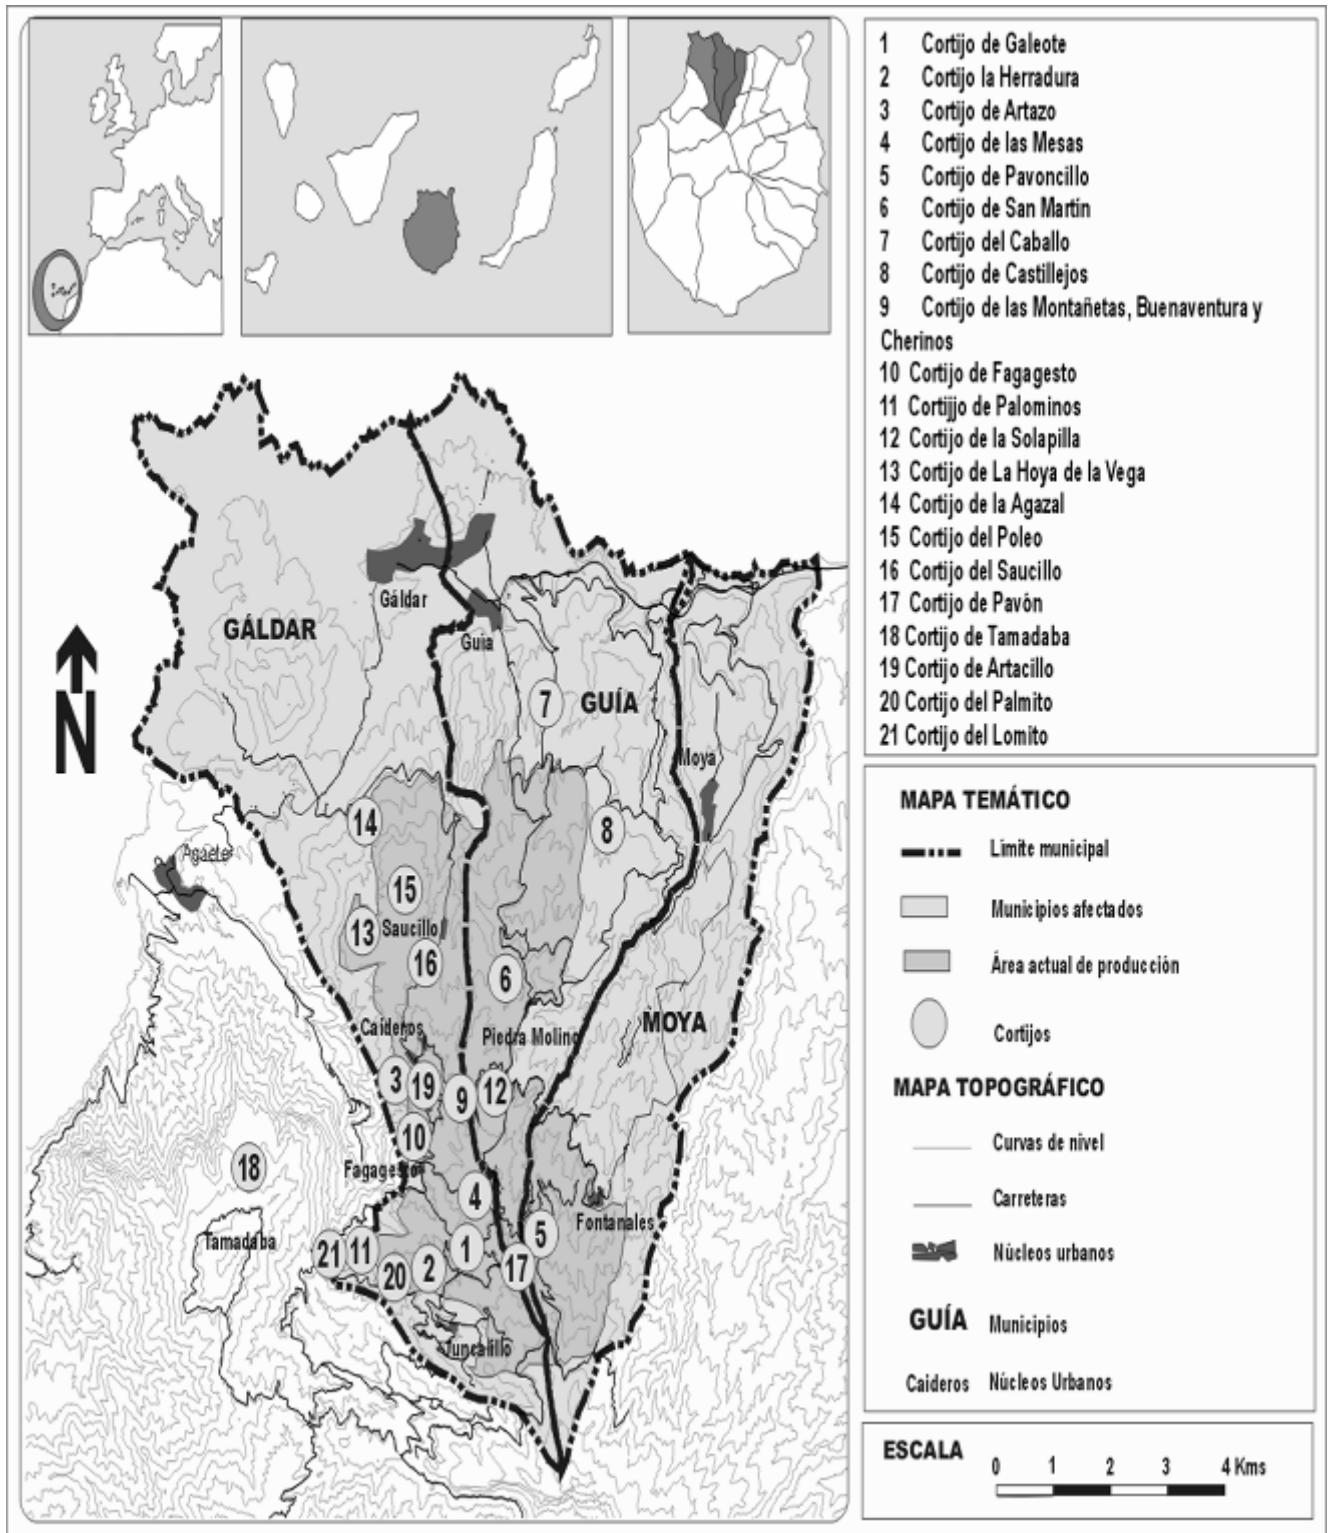 1 Cortijo de Galeote
2 Cortijo la Herradura
3 Cortijo de Artazo
4 Cortijo de las Mesas
5 Cortijo de Pavoncillo
6 Cortijo de San Martin
7 Cortijo del Caballo
8 Cortijo de Castillejos
9 Cortijo de las Montañetas, Buenaventura y
Cherinos
10 Cortijo de Fagagesto
11 Cortijjo de Palominos
12 Cortijo de la Solapilla
13 Cortijo de La Hoya de la Vega
14 Cortijo de la Agazal
15 Cortijo del Poleo
16 Cortijo del Saucillo
17 Cortijo de Pavón
18 Cortijo de Tamadaba
19 Cortijo de Artacillo
20 Cortijo del Palmito
21 Cortijo del Lomito
MAPA TEMÁTICO
Limite municipal
Municipios afectados
Área actual de producción
Cortijos
MAPA TOPOGRÁFICO
Curvas de nivel
Carreteras
Núcleos urbanos
GUÍA Municipios
Caideros Núcleos Urbanos
ESCALA
0 1 2 3 4 Kms
N
Gáldar
GÁLDAR
Guia
7
GUÍA
Moya
14
8
Agaete
15
13
Saucillo
16
6
Caideros
Piedra Molino
MOYA
3
19
9
12
10
18
Fagagesto
4
5
Fontanales
Tamadaba
21
11
1
20
2
17
Juncalillo